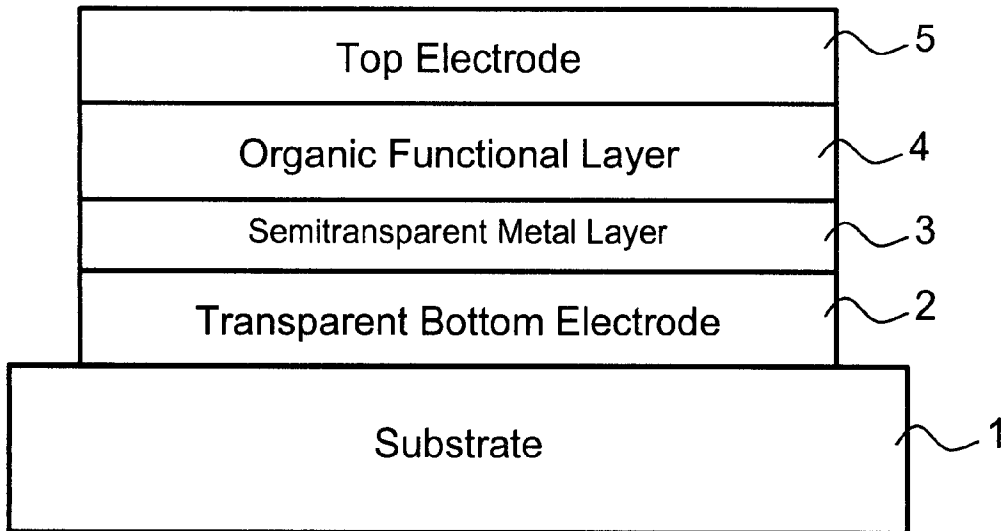 Top Electrode 5
Organic Functional Layer 4
Semitransparent Metal Layer 3
Transparent Bottom Electrode 2
Substrate 1